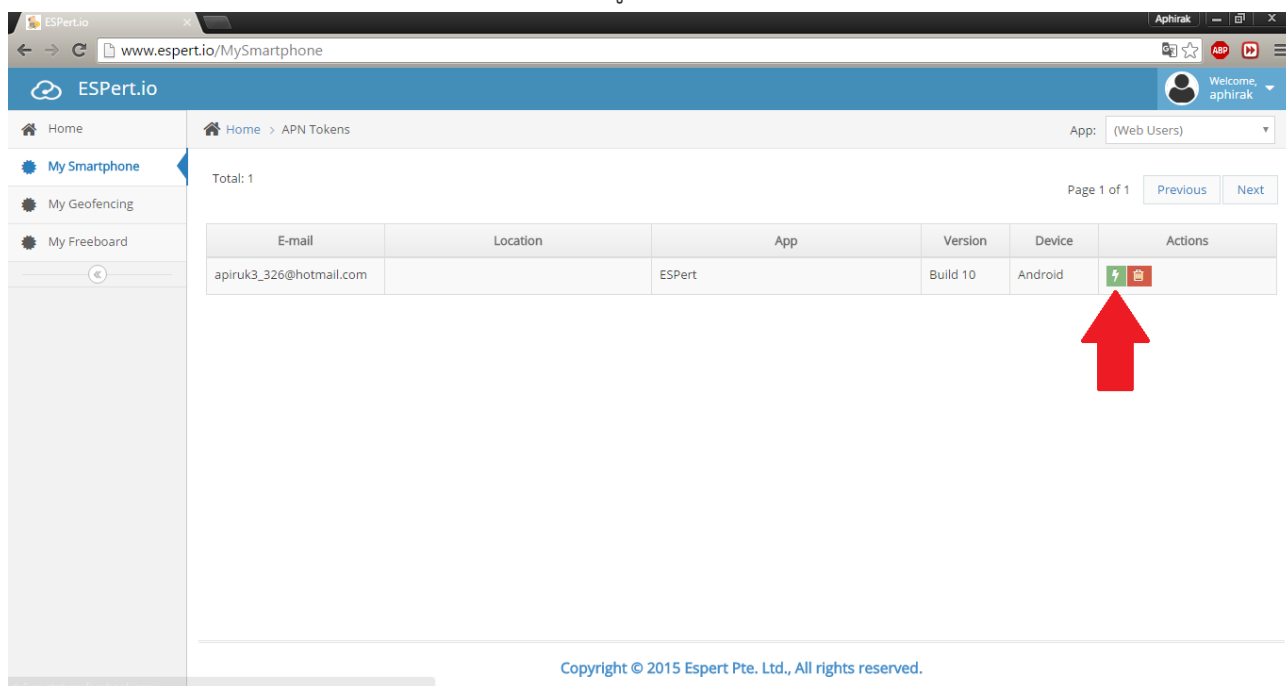 ESPert.io
Aphirak
www.espert.io/MySmartphone
ABP
ESPert.io
Welcome,
aphirak
Home
Home > APN Tokens
App: (Web Users)
My Smartphone
Total: 1
Page 1 of 1 Previous Next
My Geofencing
My Freeboard
E-mail Location App Version Device Actions
apiruk3_326@hotmail.com ESPert Build 10 Android
Copyright © 2015 Espert Pte. Ltd., All rights reserved.